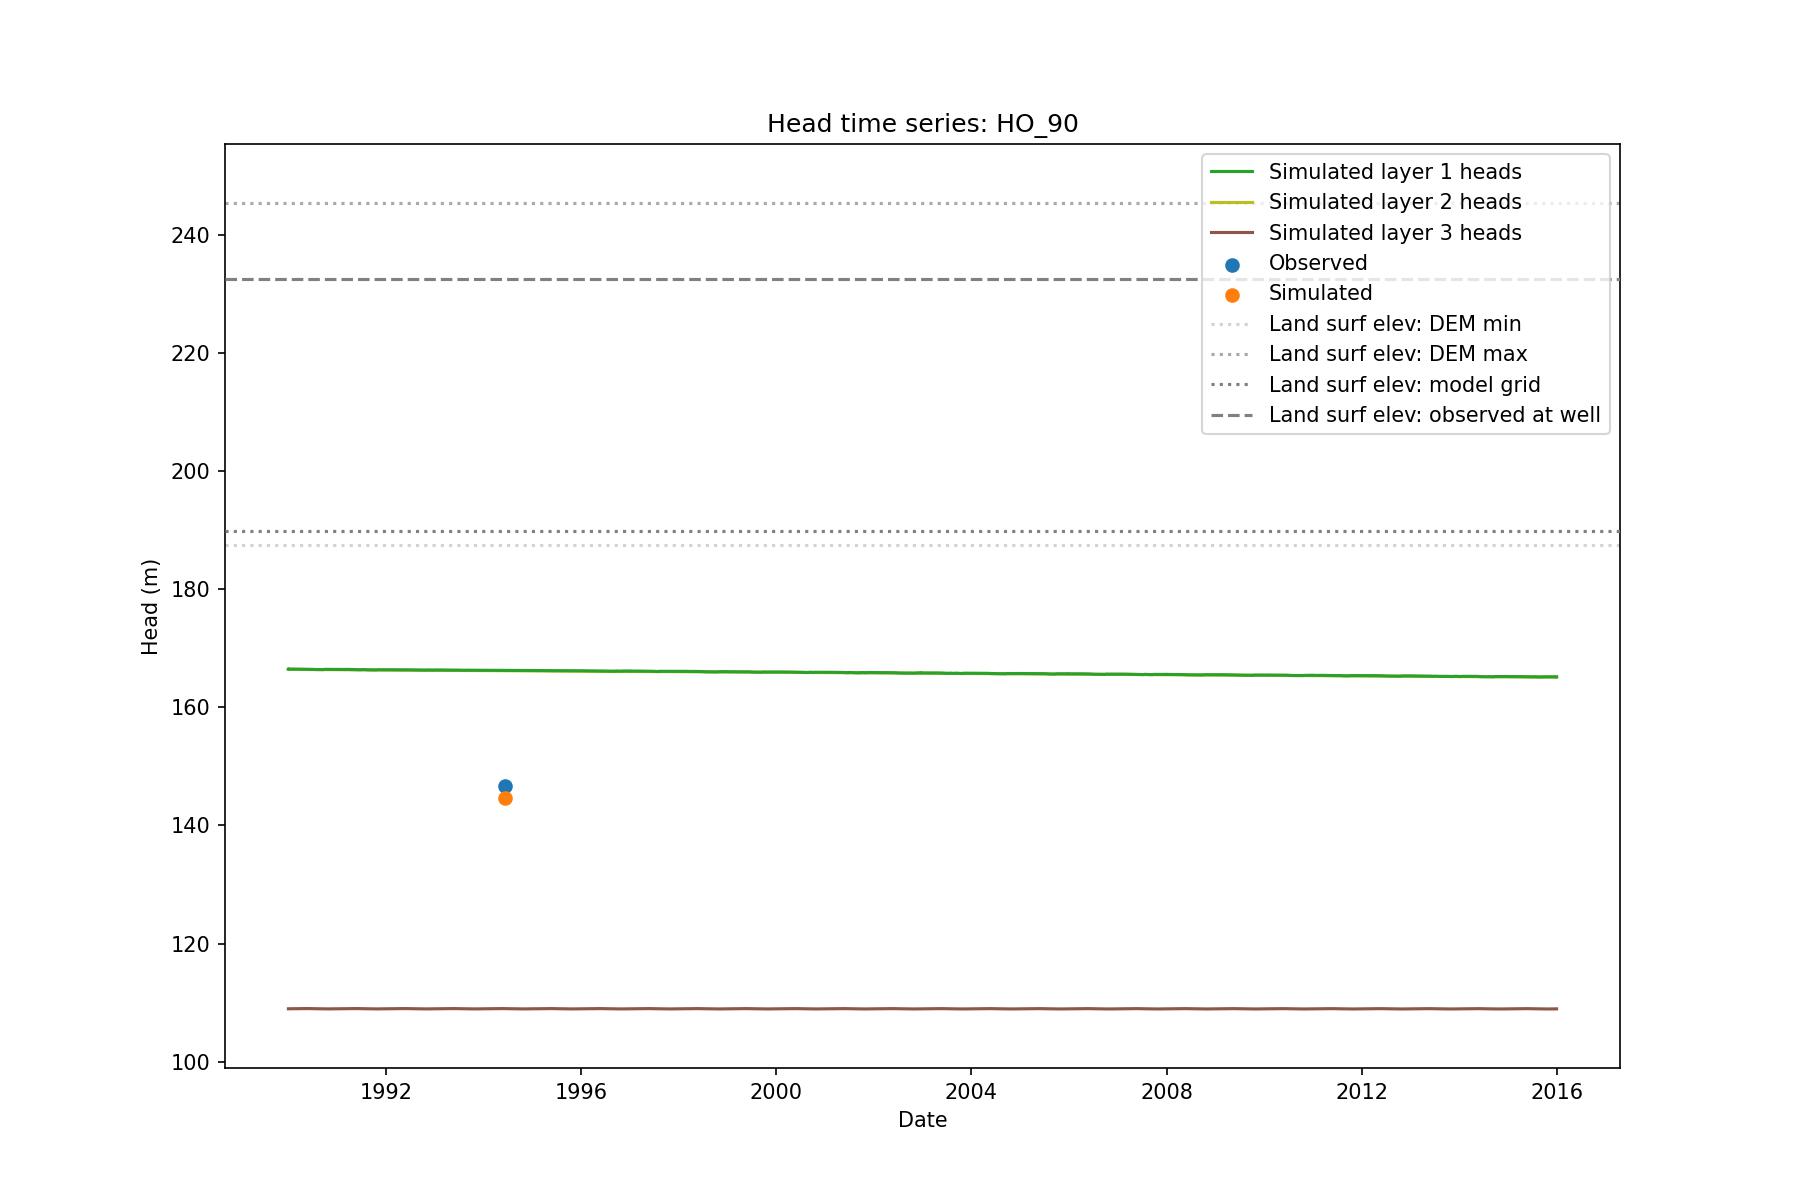 Head time series: HO_90
Simulated layer 1 heads
Simulated layer 2 heads
Simulated layer 3 heads
Observed
Simulated
Land surf elev: DEM min
Land surf elev: DEM max
Land surf elev: model grid
Land surf elev: observed at well
Head (m)
240
220
200
180
160
140
120
100
1992 1996 2000 2004 2008 2012 2016
Date